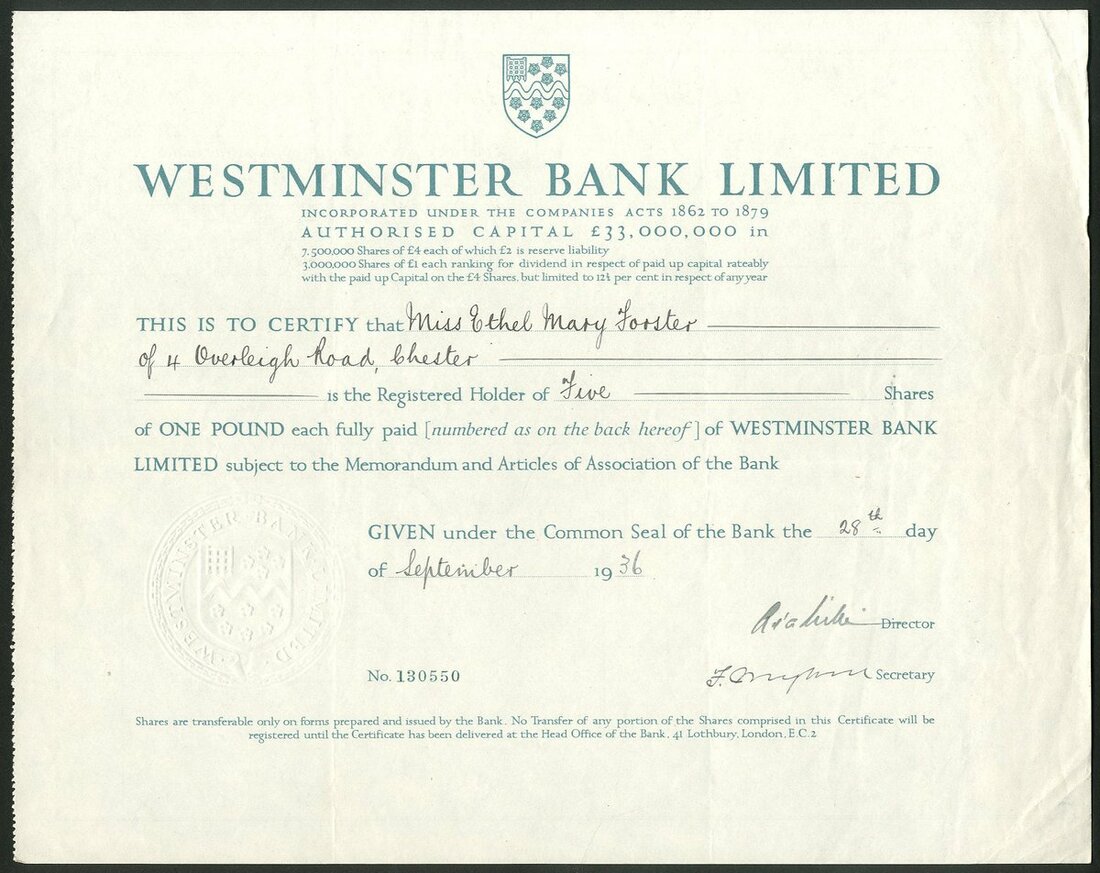 WESTMINSTER BANK LIMITED
INCORPORATED UNDER THE COMPANIES ACTS 1862 TO 1879
AUTHORISED CAPITAL £33,000,000 in
7,500,000 Shares of £4 each of which £2 is reserve liability
3,000,000 Shares of £1 each ranking for dividend in respect of paid up capital rateably
with the paid up Capital on the £4 Shares, but limited to 12½ per cent in respect of any year
THIS IS TO CERTIFY that Miss Ethel Mary Forster
of 4 Overleigh Road, Chester
is the Registered Holder of Five Shares
of ONE POUND each fully paid [numbered as on the back hereof] of WESTMINSTER BANK
LIMITED subject to the Memorandum and Articles of Association of the Bank
WESTMINSTER BANK LIMITED
GIVEN under the Common Seal of the Bank the 28th day
of September 1936
Director
No. 130550
Secretary
Shares are transferable only on forms prepared and issued by the Bank. No Transfer of any portion of the Shares comprised in this Certificate will be
registered until the Certificate has been delivered at the Head Office of the Bank, 41 Lothbury, London, E.C.2